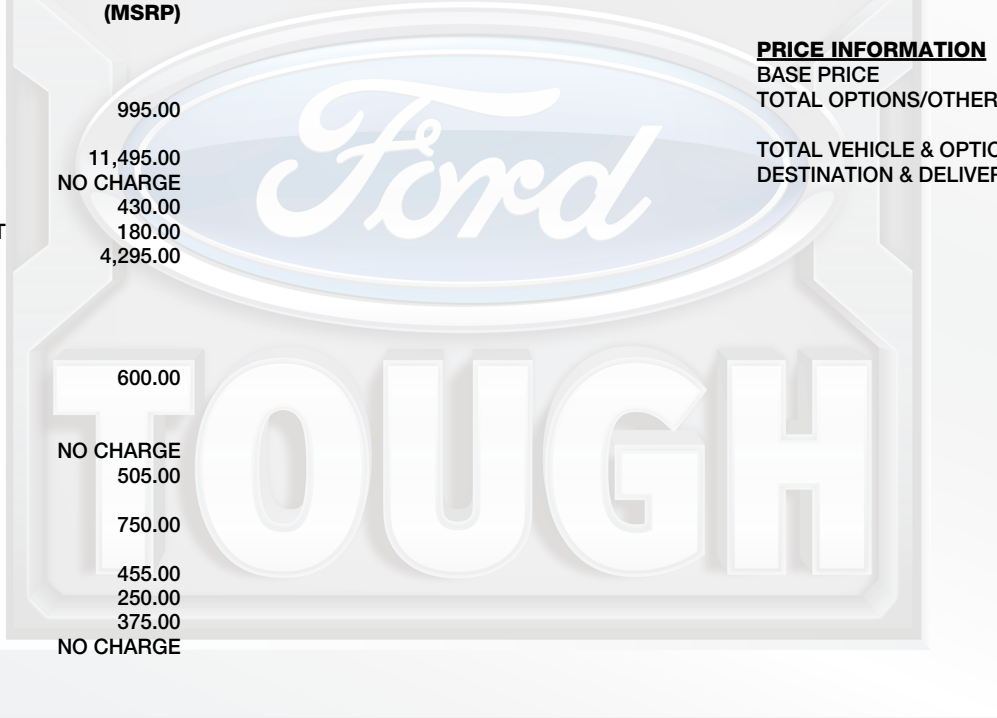 (MSRP)
995.00
11,495.00
NO CHARGE
430.00
T 180.00
4,295.00
600.00
NO CHARGE
505.00
750.00
455.00
250.00
375.00
NO CHARGE
PRICE INFORMATION
BASE PRICE
TOTAL OPTIONS/OTHER
TOTAL VEHICLE & OPTIO
DESTINATION & DELIVER
Ford
TOUGH